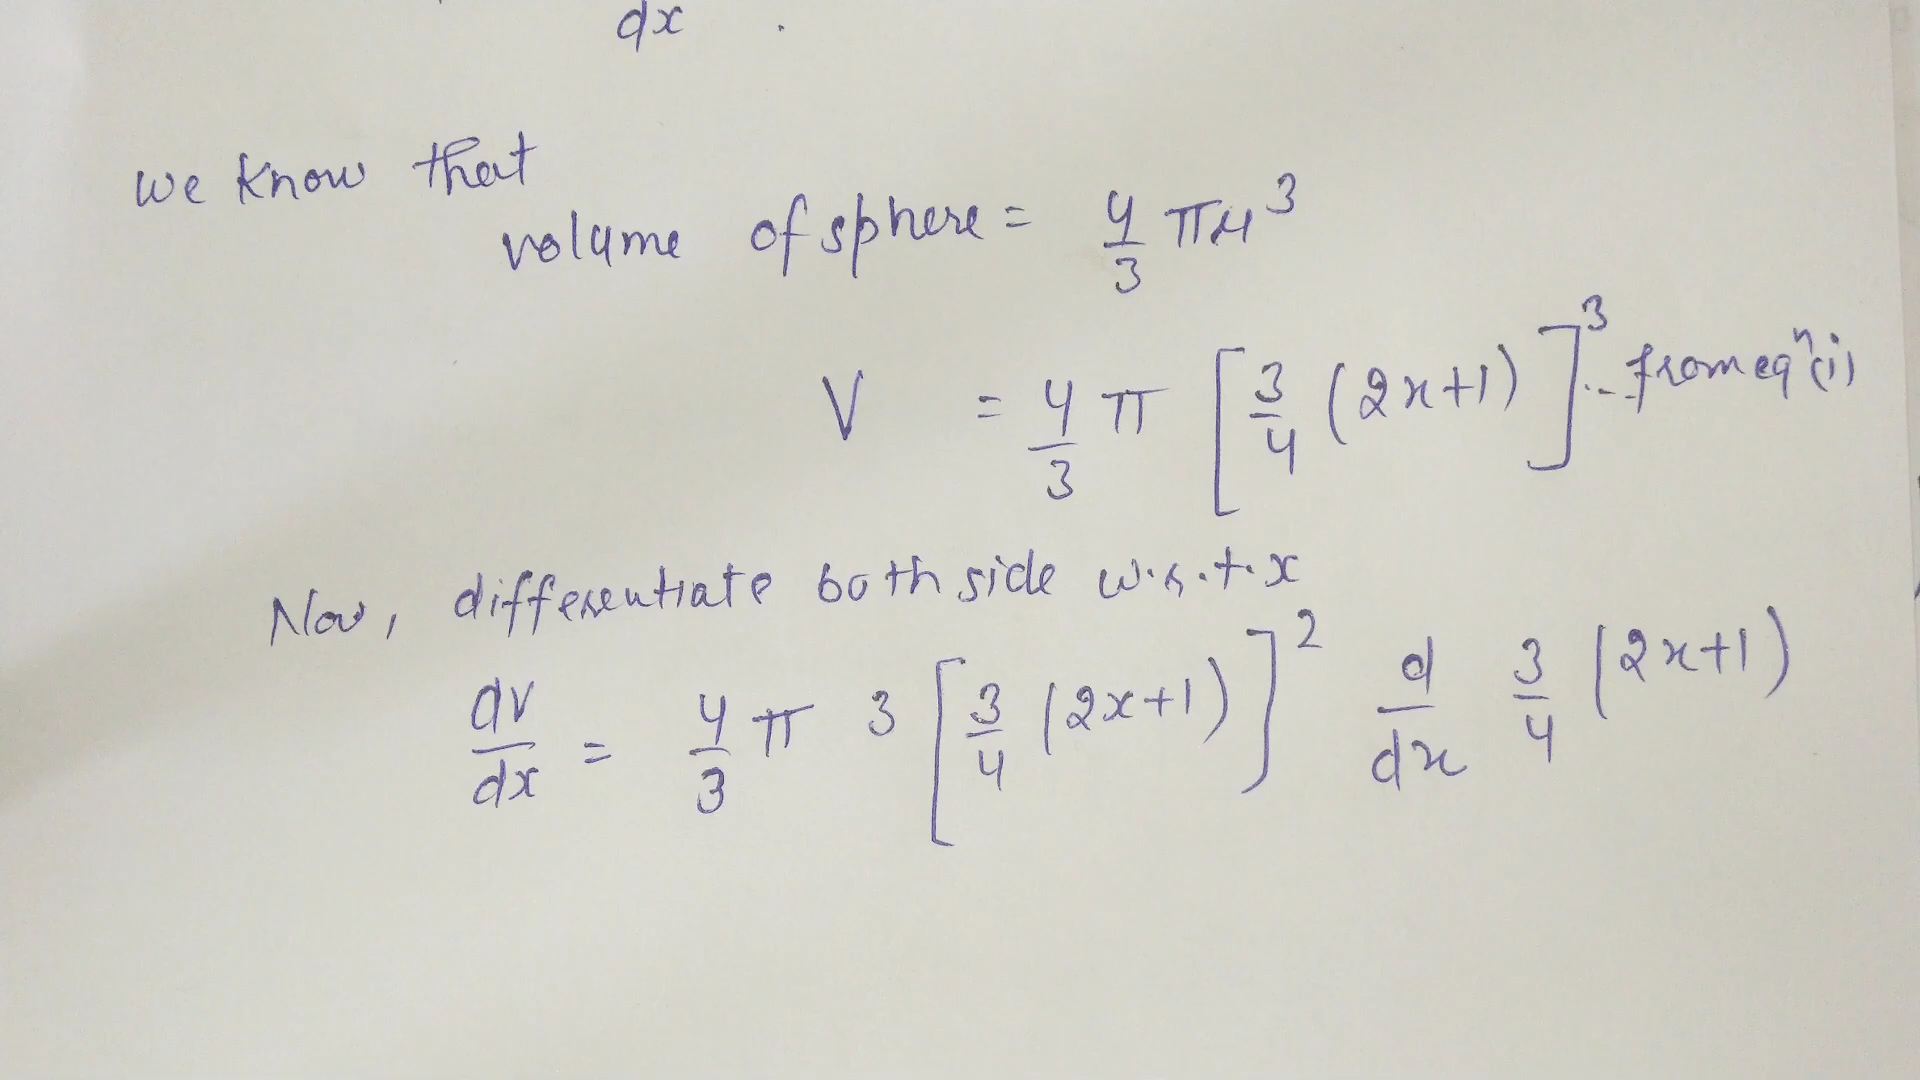 dx .
We know that
volume of sphere = 4/3 πr³
V = 4/3 π [3/4 (2x+1)]³ ... from eqⁿ(i)
Now, differentiate both side w.r.t. x
dv/dx = 4/3 π 3 [3/4 (2x+1)]² d/dx 3/4 (2x+1)